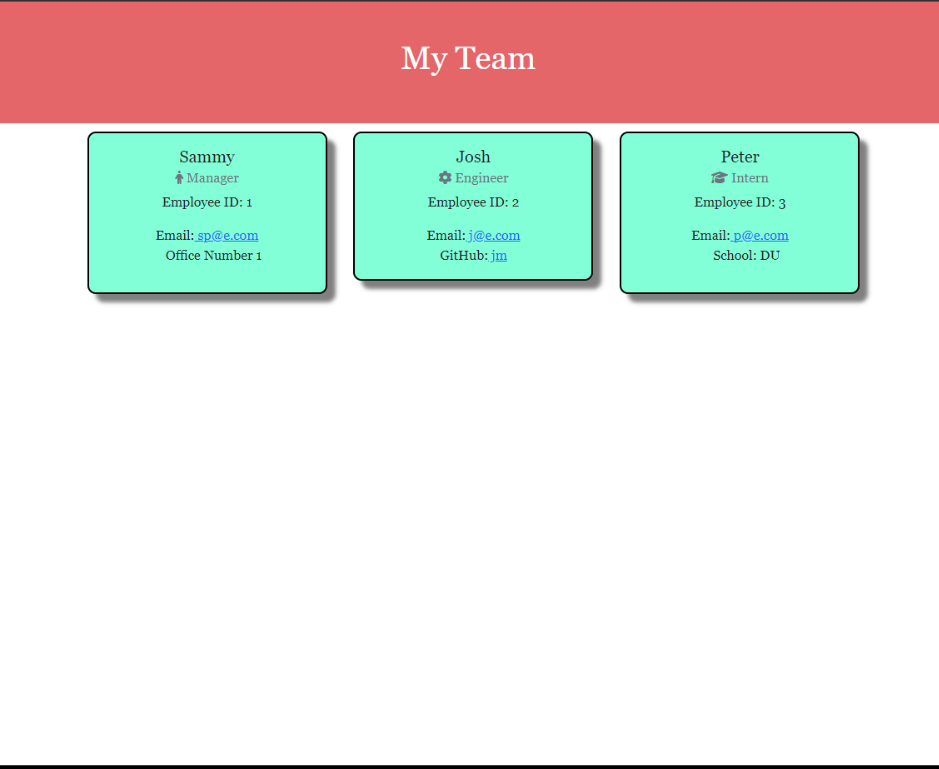 My Team
Sammy
Manager
Employee ID: 1
Email: sp@e.com
Office Number 1
Josh
Engineer
Employee ID: 2
Email: j@e.com
GitHub: jm
Peter
Intern
Employee ID: 3
Email: p@e.com
School: DU